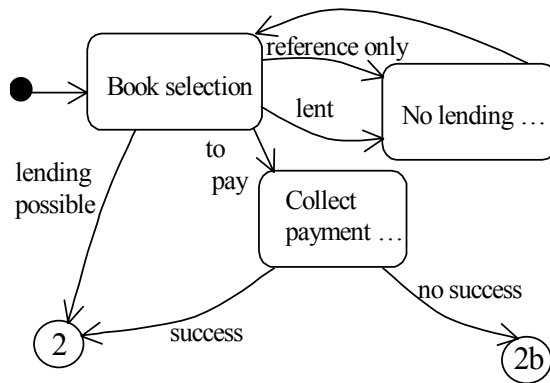 reference only
Book selection
No lending …
lent
to
pay
lending
possible
Collect
payment …
no success
success
2
2b